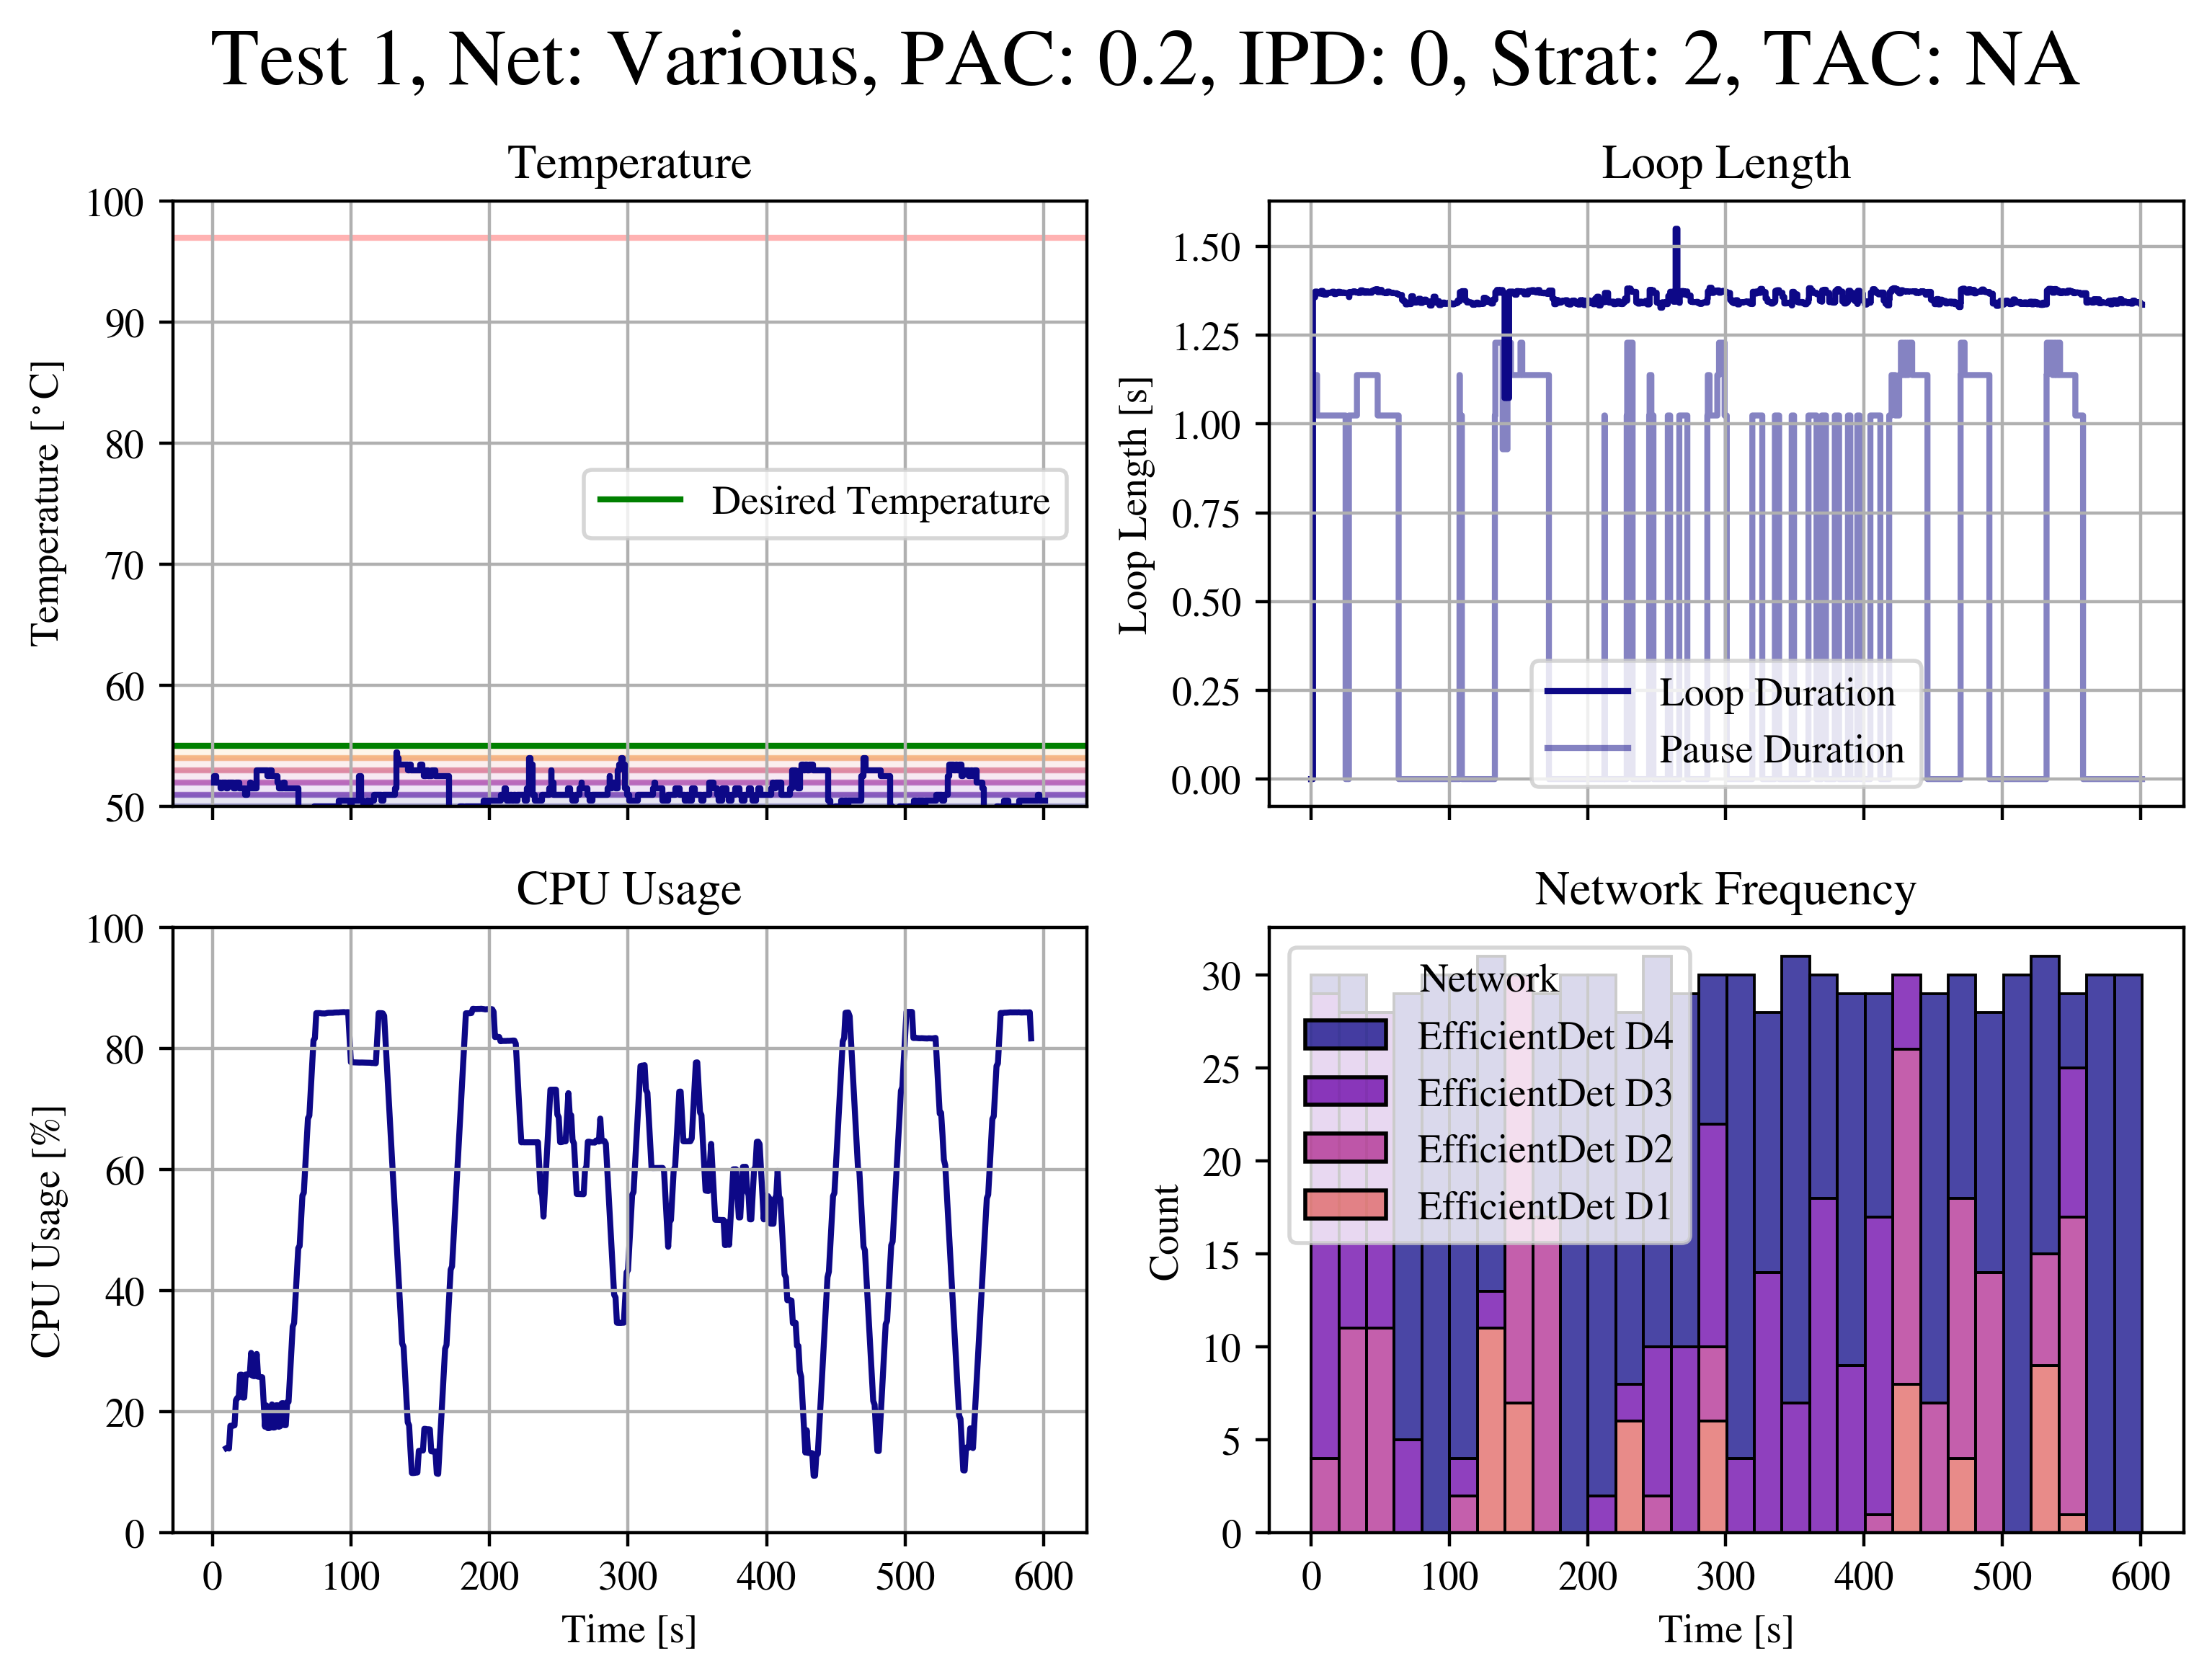 Test 1, Net: Various, PAC: 0.2, IPD: 0, Strat: 2, TAC: NA
Temperature
100
90
80
70
60
50
Temperature [°C]
Desired Temperature
Loop Length
1.50
1.25
1.00
0.75
0.50
0.25
0.00
Loop Length [s]
Loop Duration
Pause Duration
CPU Usage
100
80
60
40
20
0
CPU Usage [%]
0 100 200 300 400 500 600
Time [s]
Network Frequency
30
25
20
15
10
5
0
Count
Network
EfficientDet D4
EfficientDet D3
EfficientDet D2
EfficientDet D1
0 100 200 300 400 500 600
Time [s]